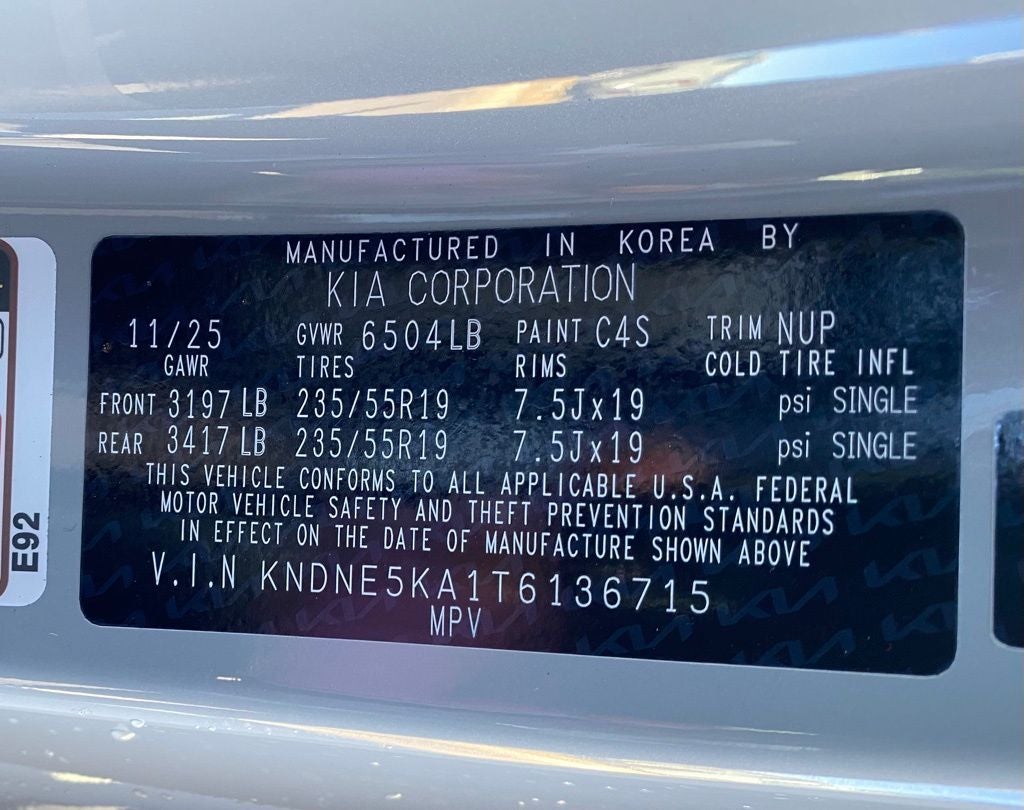 MANUFACTURED IN KOREA BY
KIA CORPORATION
11/25 GVWR 6504LB PAINT C4S TRIM NUP
GAWR TIRES RIMS COLD TIRE INFL
FRONT 3197 LB 235/55R19 7.5Jx19 psi SINGLE
REAR 3417 LB 235/55R19 7.5Jx19 psi SINGLE
THIS VEHICLE CONFORMS TO ALL APPLICABLE U.S.A. FEDERAL
MOTOR VEHICLE SAFETY AND THEFT PREVENTION STANDARDS
IN EFFECT ON THE DATE OF MANUFACTURE SHOWN ABOVE
V.I.N KNDNE5KA1T6136715
MPV
E92